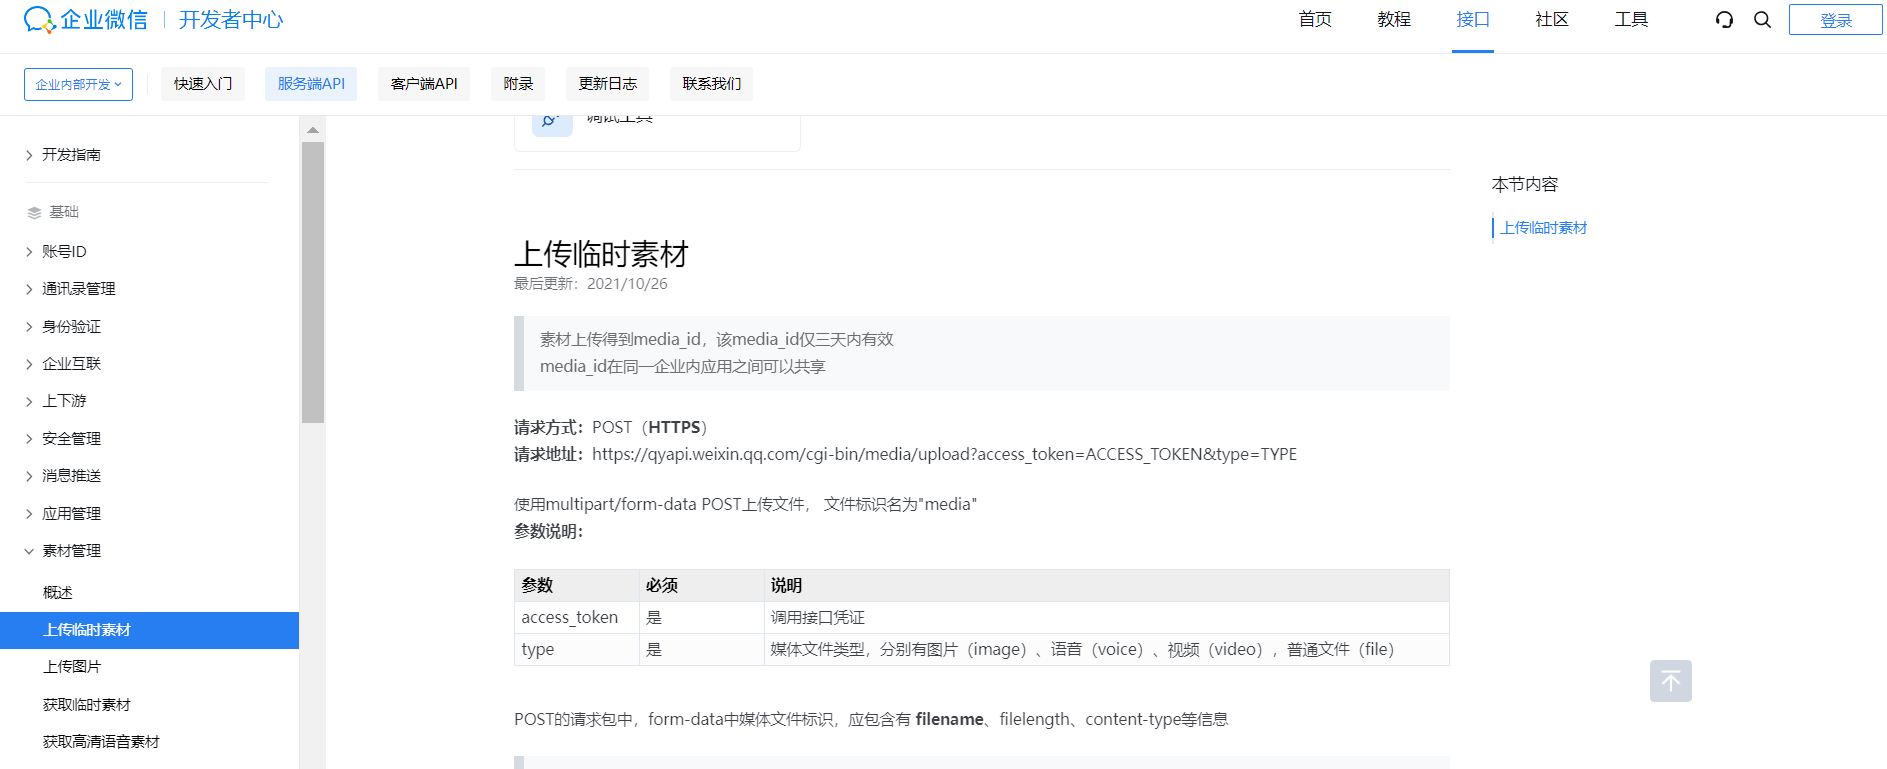 企业微信 | 开发者中心
首页 教程 接口 社区 工具 登录
企业内部开发 快速入门 服务端API 客户端API 附录 更新日志 联系我们
调试工具
开发指南
基础
账号ID
通讯录管理
身份验证
企业互联
上下游
安全管理
消息推送
应用管理
素材管理
概述
上传临时素材
上传图片
获取临时素材
获取高清语音素材
上传临时素材
最后更新：2021/10/26
素材上传得到media_id，该media_id仅三天内有效
media_id在同一企业内应用之间可以共享
请求方式：POST（HTTPS）
请求地址：https://qyapi.weixin.qq.com/cgi-bin/media/upload?access_token=ACCESS_TOKEN&type=TYPE
使用multipart/form-data POST上传文件， 文件标识名为"media"
参数说明：
参数 必须 说明
access_token 是 调用接口凭证
type 是 媒体文件类型，分别有图片（image）、语音（voice）、视频（video），普通文件（file）
POST的请求包中，form-data中媒体文件标识，应包含有 filename、filelength、content-type等信息
本节内容
上传临时素材